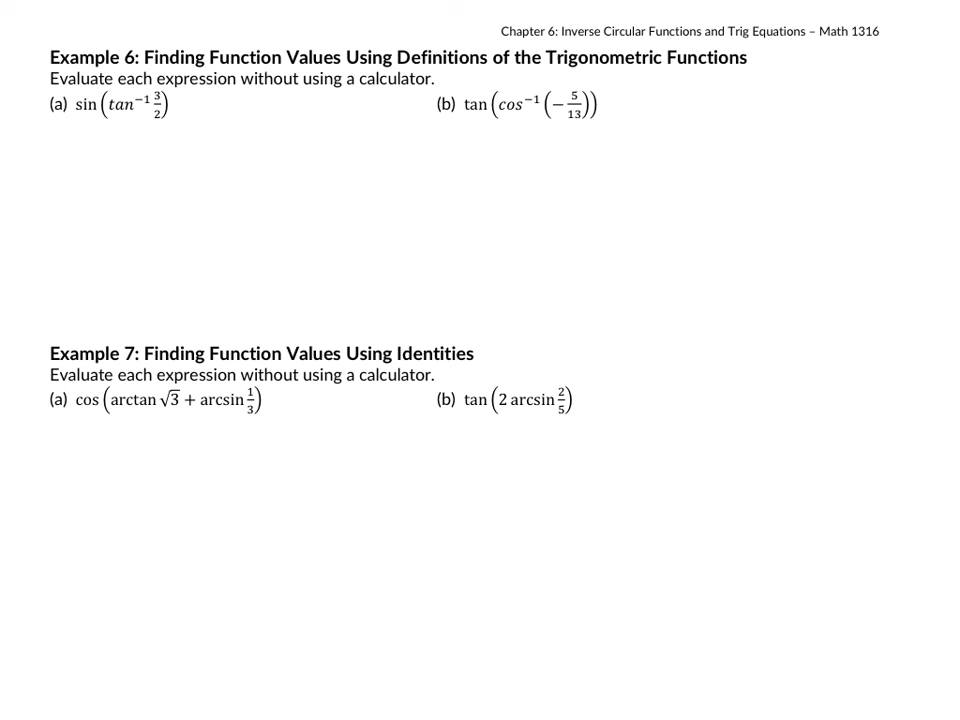 Chapter 6: Inverse Circular Functions and Trig Equations – Math 1316
Example 6: Finding Function Values Using Definitions of the Trigonometric Functions
Evaluate each expression without using a calculator.
(a) sin (tan⁻¹ 3/2) (b) tan (cos⁻¹ (− 5/13))
Example 7: Finding Function Values Using Identities
Evaluate each expression without using a calculator.
(a) cos (arctan √3 + arcsin 1/3) (b) tan (2 arcsin 2/5)